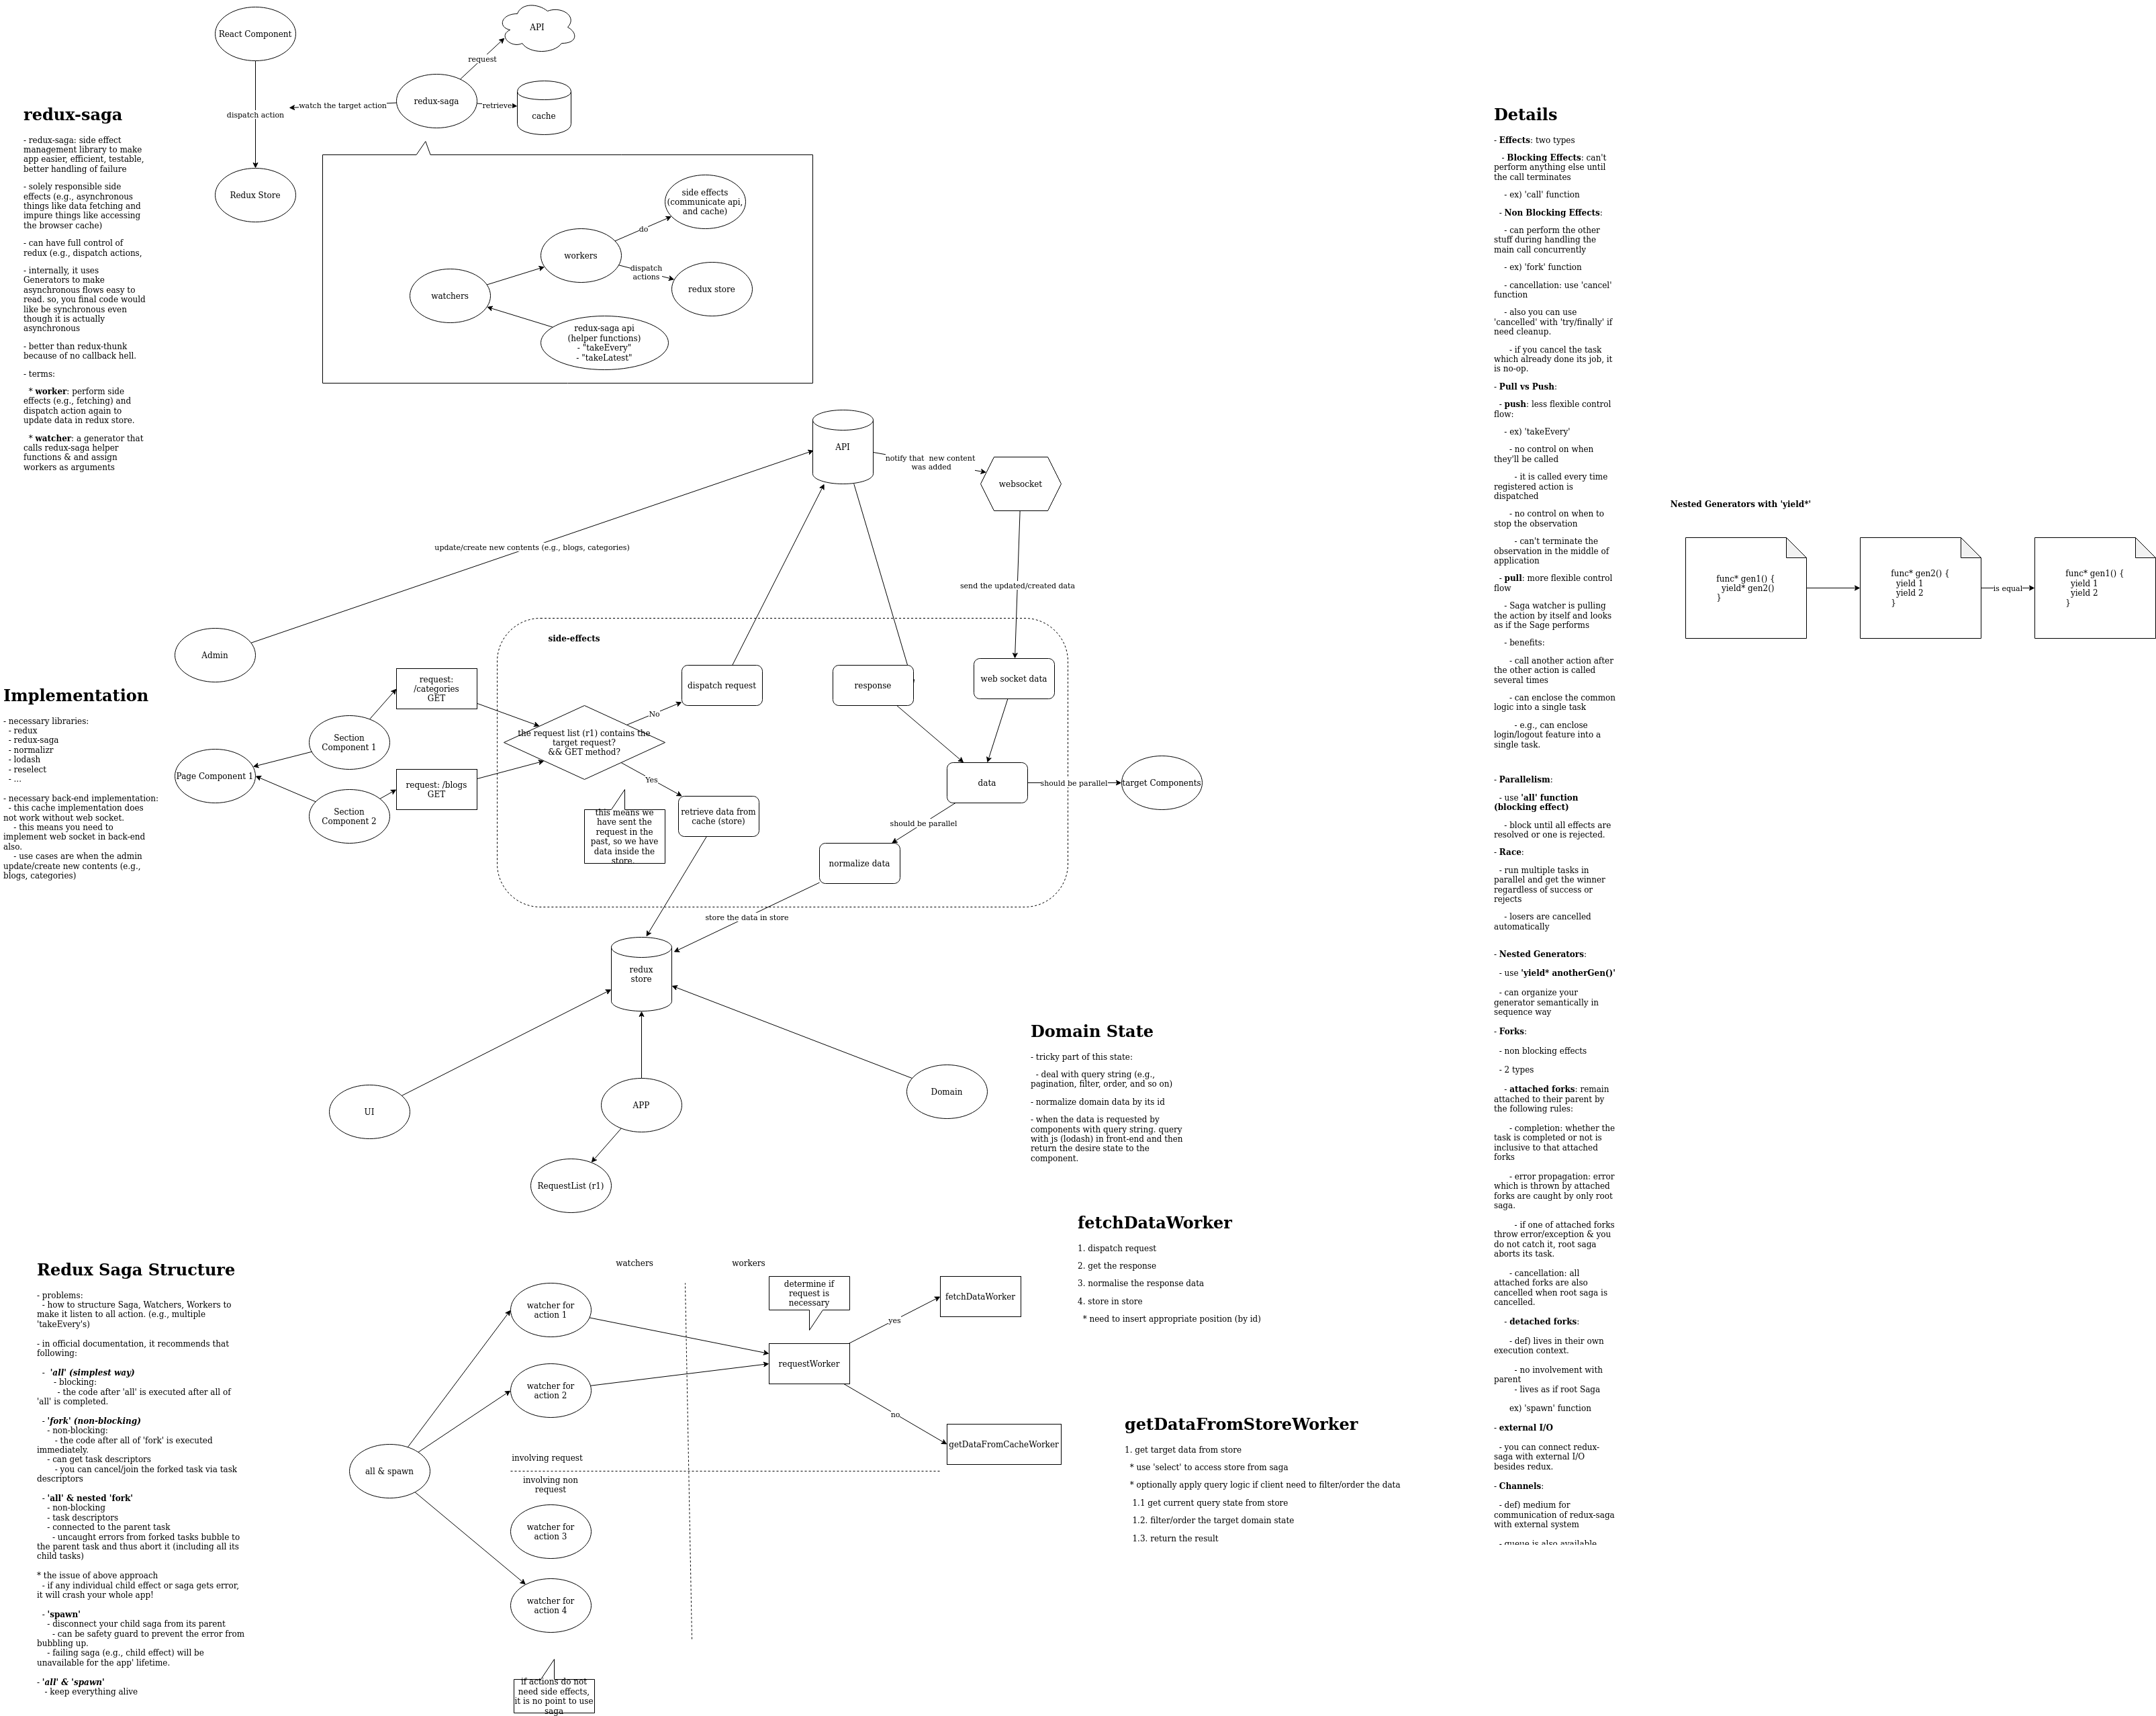 React Component
API
request
redux-saga
watch the target action
retrieve
cache
dispatch action
Redux Store
redux-saga
- redux-saga: side effect
management library to make
app easier, efficient, testable,
better handling of failure
- solely responsible side
effects (e.g., asynchronous
things like data fetching and
impure things like accessing
the browser cache)
- can have full control of
redux (e.g., dispatch actions,
- internally, it uses
Generators to make
asynchronous flows easy to
read. so, you final code would
like be synchronous even
though it is actually
asynchronous
- better than redux-thunk
because of no callback hell.
- terms:
* worker: perform side
effects (e.g., fetching) and
dispatch action again to
update data in redux store.
* watcher: a generator that
calls redux-saga helper
functions & and assign
workers as arguments
side effects
(communicate api,
and cache)
do
workers
dispatch
actions
redux store
watchers
redux-saga api
(helper functions)
- "takeEvery"
- "takeLatest"
API
notify that  new content
was added
websocket
update/create new contents (e.g., blogs, categories)
send the updated/created data
Admin
side-effects
request:
/categories
GET
dispatch request
response
web socket data
No
Section
Component 1
the request list (r1) contains the
target request?
&& GET method?
Page Component 1
request: /blogs
GET
Yes
data
should be parallel
target Components
Section
Component 2
this means we
have sent the
request in the
past, so we have
data inside the
store.
retrieve data from
cache (store)
should be parallel
normalize data
store the data in store
redux
store
UI
APP
Domain
RequestList (r1)
Implementation
- necessary libraries:
- redux
- redux-saga
- normalizr
- lodash
- reselect
- ...
- necessary back-end implementation:
- this cache implementation does
not work without web socket.
- this means you need to
implement web socket in back-end
also.
- use cases are when the admin
update/create new contents (e.g.,
blogs, categories)
Domain State
- tricky part of this state:
- deal with query string (e.g.,
pagination, filter, order, and so on)
- normalize domain data by its id
- when the data is requested by
components with query string. query
with js (lodash) in front-end and then
return the desire state to the
component.
Redux Saga Structure
- problems:
- how to structure Saga, Watchers, Workers to
make it listen to all action. (e.g., multiple
'takeEvery's)
- in official documentation, it recommends that
following:
- 'all' (simplest way)
- blocking:
- the code after 'all' is executed after all of
'all' is completed.
- 'fork' (non-blocking)
- non-blocking:
- the code after all of 'fork' is executed
immediately.
- can get task descriptors
- you can cancel/join the forked task via task
descriptors
- 'all' & nested 'fork'
- non-blocking
- task descriptors
- connected to the parent task
- uncaught errors from forked tasks bubble to
the parent task and thus abort it (including all its
child tasks)
* the issue of above approach
- if any individual child effect or saga gets error,
it will crash your whole app!
- 'spawn'
- disconnect your child saga from its parent
- can be safety guard to prevent the error from
bubbling up.
- failing saga (e.g., child effect) will be
unavailable for the app' lifetime.
- 'all' & 'spawn'
- keep everything alive
watchers
workers
watcher for
action 1
determine if
request is
necessary
fetchDataWorker
yes
requestWorker
watcher for
action 2
no
getDataFromCacheWorker
involving request
all & spawn
involving non
request
watcher for
action 3
watcher for
action 4
if actions do not
need side effects,
it is no point to use
saga
fetchDataWorker
1. dispatch request
2. get the response
3. normalise the response data
4. store in store
* need to insert appropriate position (by id)
getDataFromStoreWorker
1. get target data from store
* use 'select' to access store from saga
* optionally apply query logic if client need to filter/order the data
1.1 get current query state from store
1.2. filter/order the target domain state
1.3. return the result
Details
- Effects: two types
- Blocking Effects: can't
perform anything else until
the call terminates
- ex) 'call' function
- Non Blocking Effects:
- can perform the other
stuff during handling the
main call concurrently
- ex) 'fork' function
- cancellation: use 'cancel'
function
- also you can use
'cancelled' with 'try/finally' if
need cleanup.
- if you cancel the task
which already done its job, it
is no-op.
- Pull vs Push:
- push: less flexible control
flow:
- ex) 'takeEvery'
- no control on when
they'll be called
- it is called every time
registered action is
dispatched
- no control on when to
stop the observation
- can't terminate the
observation in the middle of
application
- pull: more flexible control
flow
- Saga watcher is pulling
the action by itself and looks
as if the Sage performs
- benefits:
- call another action after
the other action is called
several times
- can enclose the common
logic into a single task
- e.g., can enclose
login/logout feature into a
single task.
- Parallelism:
- use 'all' function
(blocking effect)
- block until all effects are
resolved or one is rejected.
- Race:
- run multiple tasks in
parallel and get the winner
regardless of success or
rejects
- losers are cancelled
automatically
- Nested Generators:
- use 'yield* anotherGen()'
- can organize your
generator semantically in
sequence way
- Forks:
- non blocking effects
- 2 types
- attached forks: remain
attached to their parent by
the following rules:
- completion: whether the
task is completed or not is
inclusive to that attached
forks
- error propagation: error
which is thrown by attached
forks are caught by only root
saga.
- if one of attached forks
throw error/exception & you
do not catch it, root saga
aborts its task.
- cancellation: all
attached forks are also
cancelled when root saga is
cancelled.
- detached forks:
- def) lives in their own
execution context.
- no involvement with
parent
- lives as if root Saga
ex) 'spawn' function
- external I/O
- you can connect redux-
saga with external I/O
besides redux.
- Channels:
- def) medium for
communication of redux-saga
with external system
- queue is also available
Nested Generators with 'yield*'
func* gen1() {
yield* gen2()
}
func* gen2() {
yield 1
yield 2
}
is equal
func* gen1() {
yield 1
yield 2
}